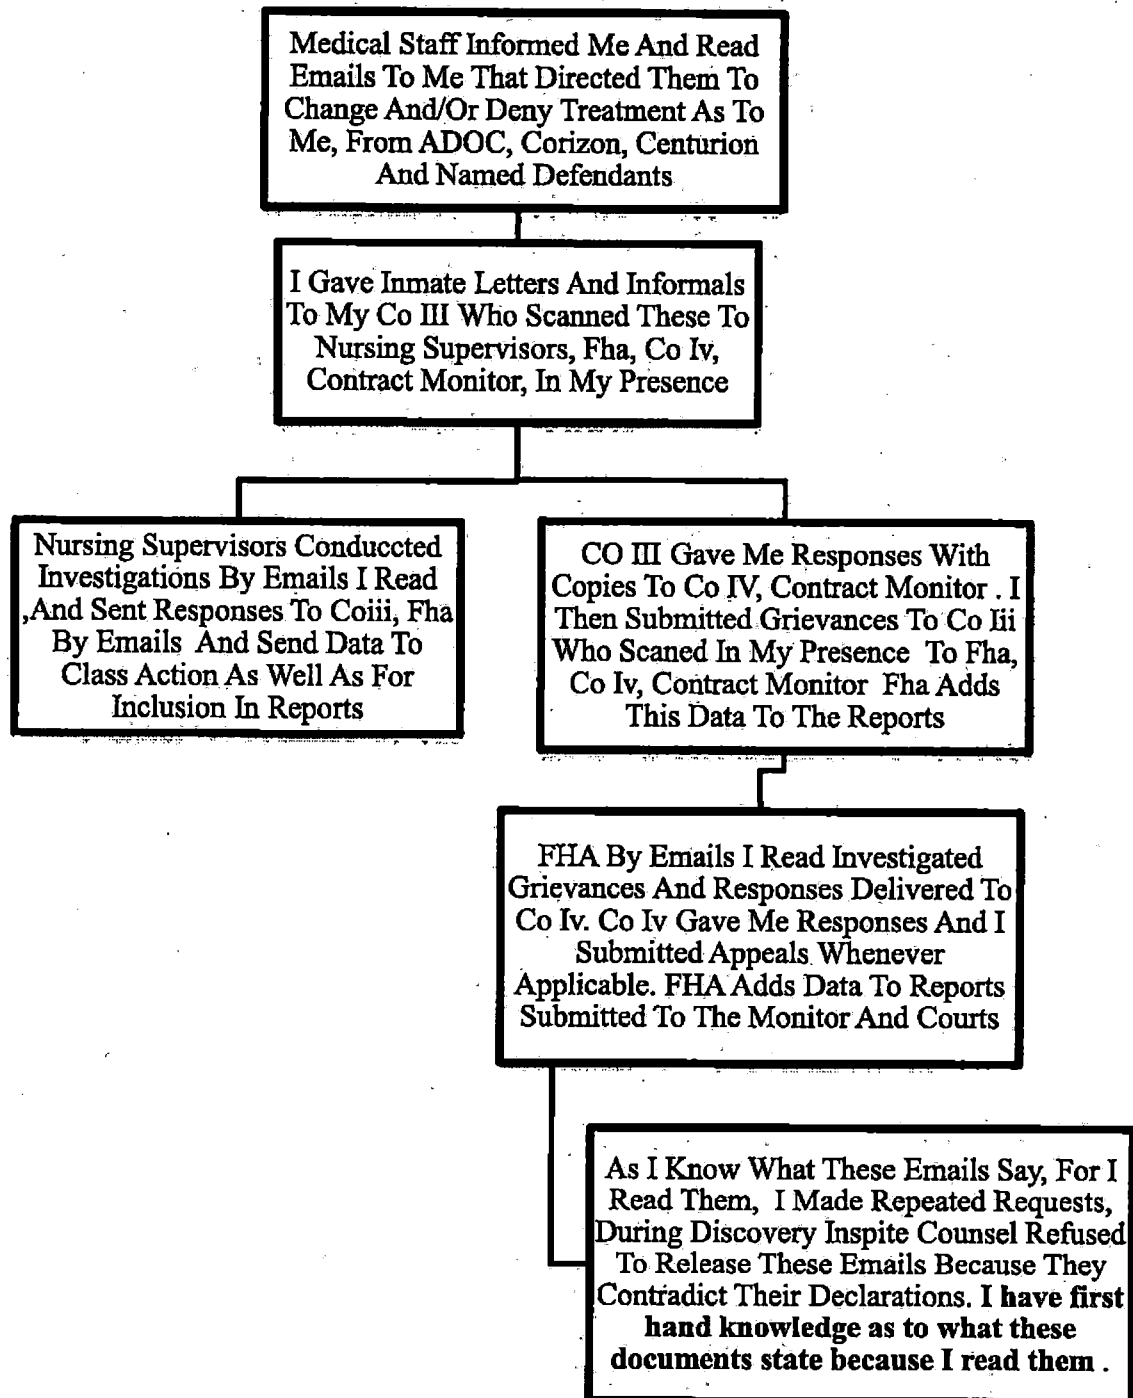 Medical Staff Informed Me And Read
Emails To Me That Directed Them To
Change And/Or Deny Treatment As To
Me, From ADOC, Corizon, Centurion
And Named Defendants
I Gave Inmate Letters And Informals
To My Co III Who Scanned These To
Nursing Supervisors, Fha, Co Iv,
Contract Monitor, In My Presence
Nursing Supervisors Conduccted
Investigations By Emails I Read
,And Sent Responses To Coiii, Fha
By Emails And Send Data To
Class Action As Well As For
Inclusion In Reports
CO III Gave Me Responses With
Copies To Co IV, Contract Monitor . I
Then Submitted Grievances To Co Iii
Who Scaned In My Presence To Fha,
Co Iv, Contract Monitor Fha Adds
This Data To The Reports
FHA By Emails I Read Investigated
Grievances And Responses Delivered To
Co Iv. Co Iv Gave Me Responses And I
Submitted Appeals Whenever
Applicable. FHA Adds Data To Reports
Submitted To The Monitor And Courts
As I Know What These Emails Say, For I
Read Them, I Made Repeated Requests,
During Discovery Inspite Counsel Refused
To Release These Emails Because They
Contradict Their Declarations. I have first
hand knowledge as to what these
documents state because I read them .